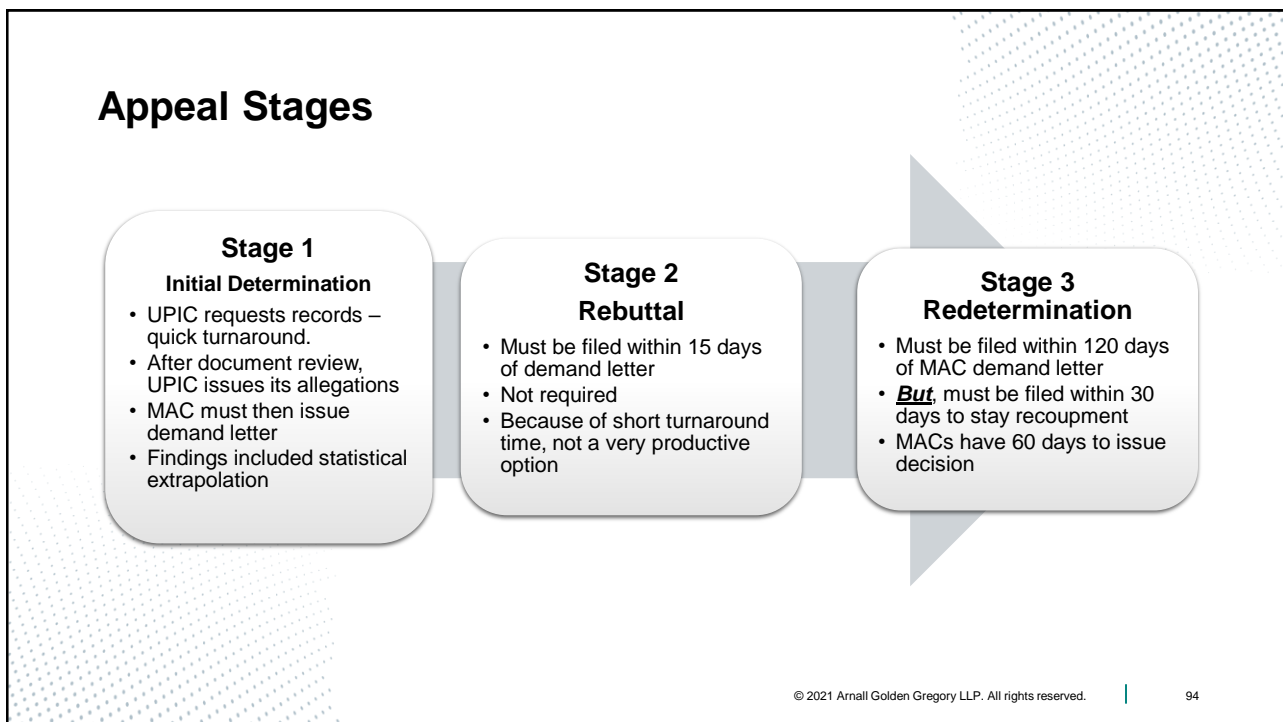 Appeal Stages
Stage 1
Initial Determination
• UPIC requests records –
quick turnaround.
• After document review,
UPIC issues its allegations
• MAC must then issue
demand letter
• Findings included statistical
extrapolation
Stage 2
Rebuttal
• Must be filed within 15 days
of demand letter
• Not required
• Because of short turnaround
time, not a very productive
option
Stage 3
Redetermination
• Must be filed within 120 days
of MAC demand letter
• But, must be filed within 30
days to stay recoupment
• MACs have 60 days to issue
decision
© 2021 Arnall Golden Gregory LLP. All rights reserved.
94